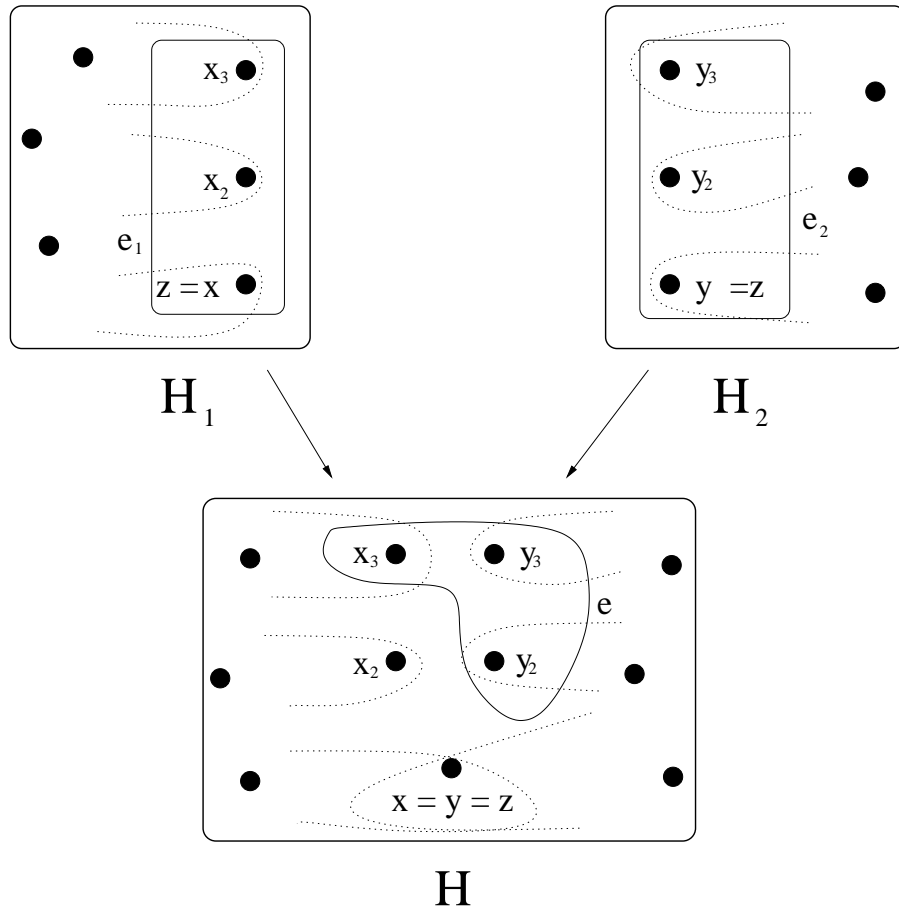 x₃ y₃
x₂ y₂
e₁ e₂
z = x y = z
H₁ H₂
x₃ y₃
e
x₂ y₂
x = y = z
H